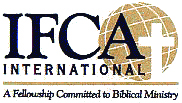 IFCA
INTERNATIONAL
A Fellowship Committed to Biblical Ministry